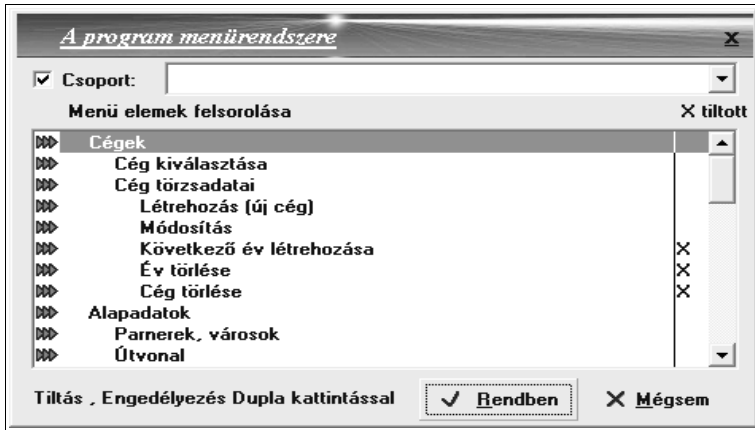 A program menürendszere x
Csoport:
Menü elemek felsorolása X tiltott
Cégek
Cég kiválasztása
Cég törzsadatai
Létrehozás (új cég)
Módosítás
Következő év létrehozása X
Év törlése X
Cég törlése X
Alapadatok
Parnerek, városok
Útvonal
Tiltás , Engedélyezés Dupla kattintással Rendben Mégsem